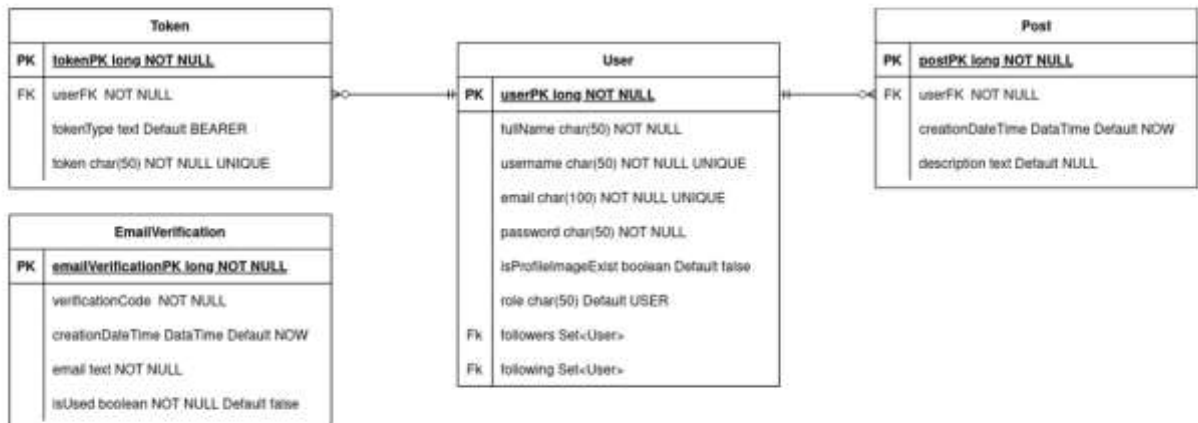 Token
PK tokenPK long NOT NULL
FK userFK NOT NULL
tokenType text Default BEARER
token char(50) NOT NULL UNIQUE
EmailVerification
PK emailVerificationPK long NOT NULL
verificationCode NOT NULL
creationDateTime DataTime Default NOW
email text NOT NULL
isUsed boolean NOT NULL Default false
User
PK userPK long NOT NULL
fullName char(50) NOT NULL
username char(50) NOT NULL UNIQUE
email char(100) NOT NULL UNIQUE
password char(50) NOT NULL
isProfileImageExist boolean Default false
role char(50) Default USER
Fk followers Set<User>
Fk following Set<User>
Post
PK postPK long NOT NULL
FK userFK NOT NULL
creationDateTime DataTime Default NOW
description text Default NULL